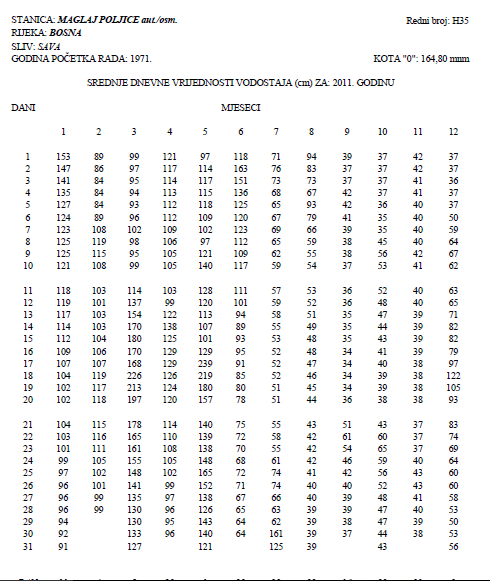 STANICA: MAGLAJ POLJICE aut./osm. Redni broj: H35
RIJEKA: BOSNA
SLIV: SAVA
GODINA POČETKA RADA: 1971. KOTA "0": 164,80 mnm
SREDNJE DNEVNE VRIJEDNOSTI VODOSTAJA (cm) ZA: 2011. GODINU
DANI MJESECI
1 2 3 4 5 6 7 8 9 10 11 12
1 153 89 99 121 97 118 71 94 39 37 42 37
2 147 86 97 117 114 163 76 83 37 37 42 37
3 141 84 95 114 117 151 73 73 37 37 41 36
4 135 84 94 113 115 136 68 67 42 37 41 37
5 127 84 93 112 118 125 65 93 42 36 40 37
6 124 89 96 112 109 120 67 79 41 35 40 50
7 123 108 102 109 102 123 69 66 39 35 40 59
8 125 119 98 106 97 112 65 59 38 45 40 64
9 125 115 95 105 121 109 62 55 38 56 42 67
10 121 108 99 105 140 117 59 54 37 53 41 62
11 118 103 114 103 128 111 57 53 36 52 40 63
12 119 101 137 99 120 101 59 52 36 48 40 65
13 117 103 154 122 113 94 58 51 35 47 39 71
14 114 103 170 138 107 89 55 49 35 44 39 82
15 112 104 180 125 101 93 53 48 35 43 39 82
16 109 106 170 129 129 95 52 48 34 41 39 79
17 107 107 168 129 239 91 52 47 34 40 38 97
18 104 119 226 126 219 85 52 46 34 39 38 122
19 102 117 213 124 180 80 51 45 34 39 38 105
20 102 118 197 120 157 78 51 44 36 38 38 93
21 104 115 178 114 140 75 55 43 51 43 37 83
22 103 116 165 110 139 72 58 42 61 60 37 74
23 101 111 161 108 138 70 55 42 54 65 37 69
24 99 105 155 105 148 68 61 42 46 59 40 64
25 97 102 148 102 165 72 74 41 42 56 43 60
26 96 101 141 99 152 71 74 40 40 52 43 60
27 96 99 135 97 138 67 66 40 39 48 41 58
28 96 99 130 96 126 65 63 39 39 47 40 53
29 94 130 95 143 64 62 39 38 47 39 50
30 92 133 96 140 64 161 39 37 44 38 53
31 91 127 121 125 39 43 56